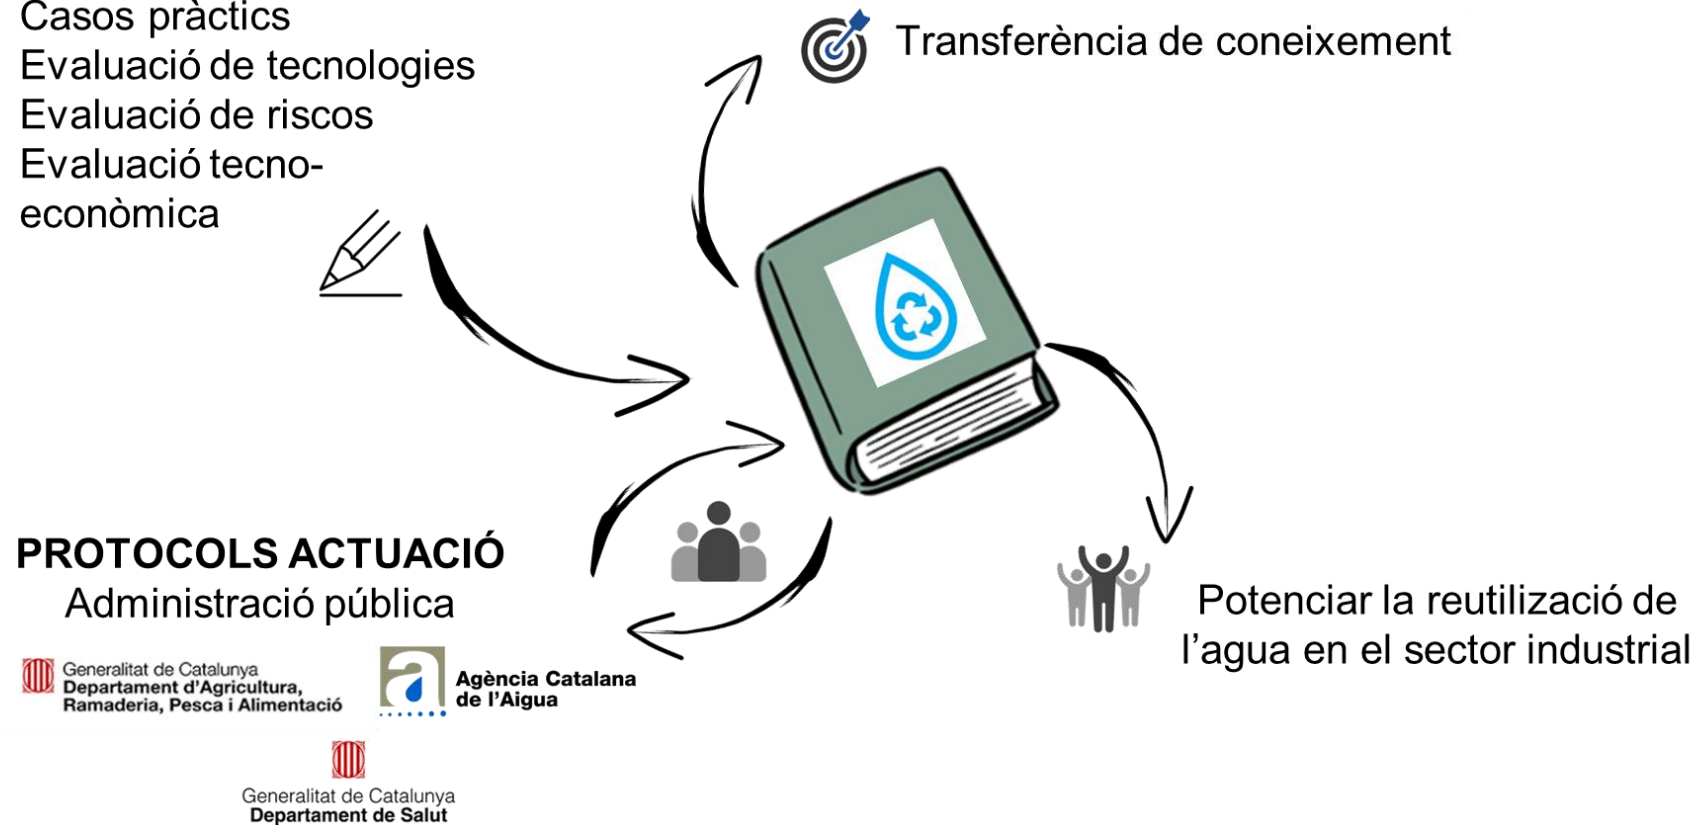 Casos pràctics
Evaluació de tecnologies
Evaluació de riscos
Evaluació tecno-
econòmica
Transferència de coneixement
PROTOCOLS ACTUACIÓ
Administració pública
Generalitat de Catalunya
Departament d'Agricultura,
Ramaderia, Pesca i Alimentació
Agència Catalana
de l'Aigua
Generalitat de Catalunya
Departament de Salut
Potenciar la reutilizació de
l’agua en el sector industrial